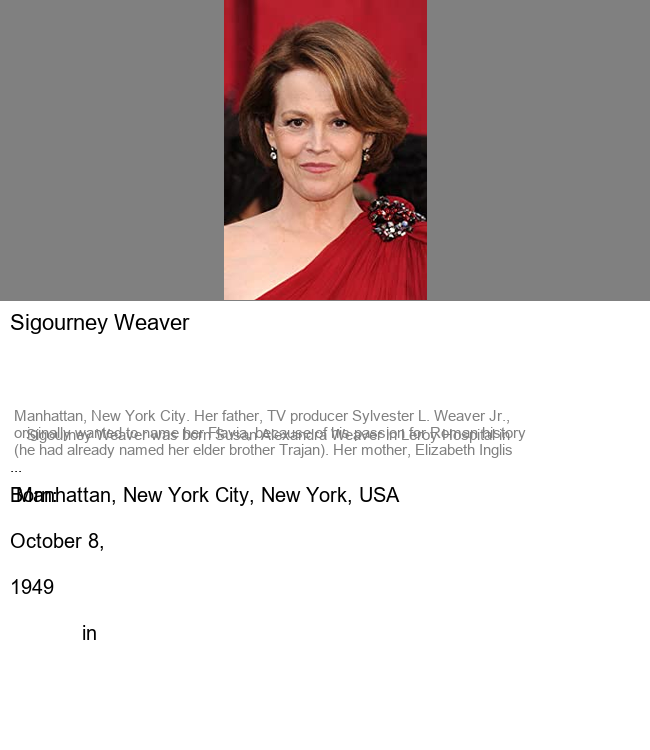 Sigourney Weaver
Sigourney Weaver was born Susan Alexandra Weaver in Leroy Hospital in
Manhattan, New York City. Her father, TV producer Sylvester L. Weaver Jr.,
originally wanted to name her Flavia, because of his passion for Roman history
(he had already named her elder brother Trajan). Her mother, Elizabeth Inglis
...
Born: Manhattan, New York City, New York, USA
October 8,
1949
in